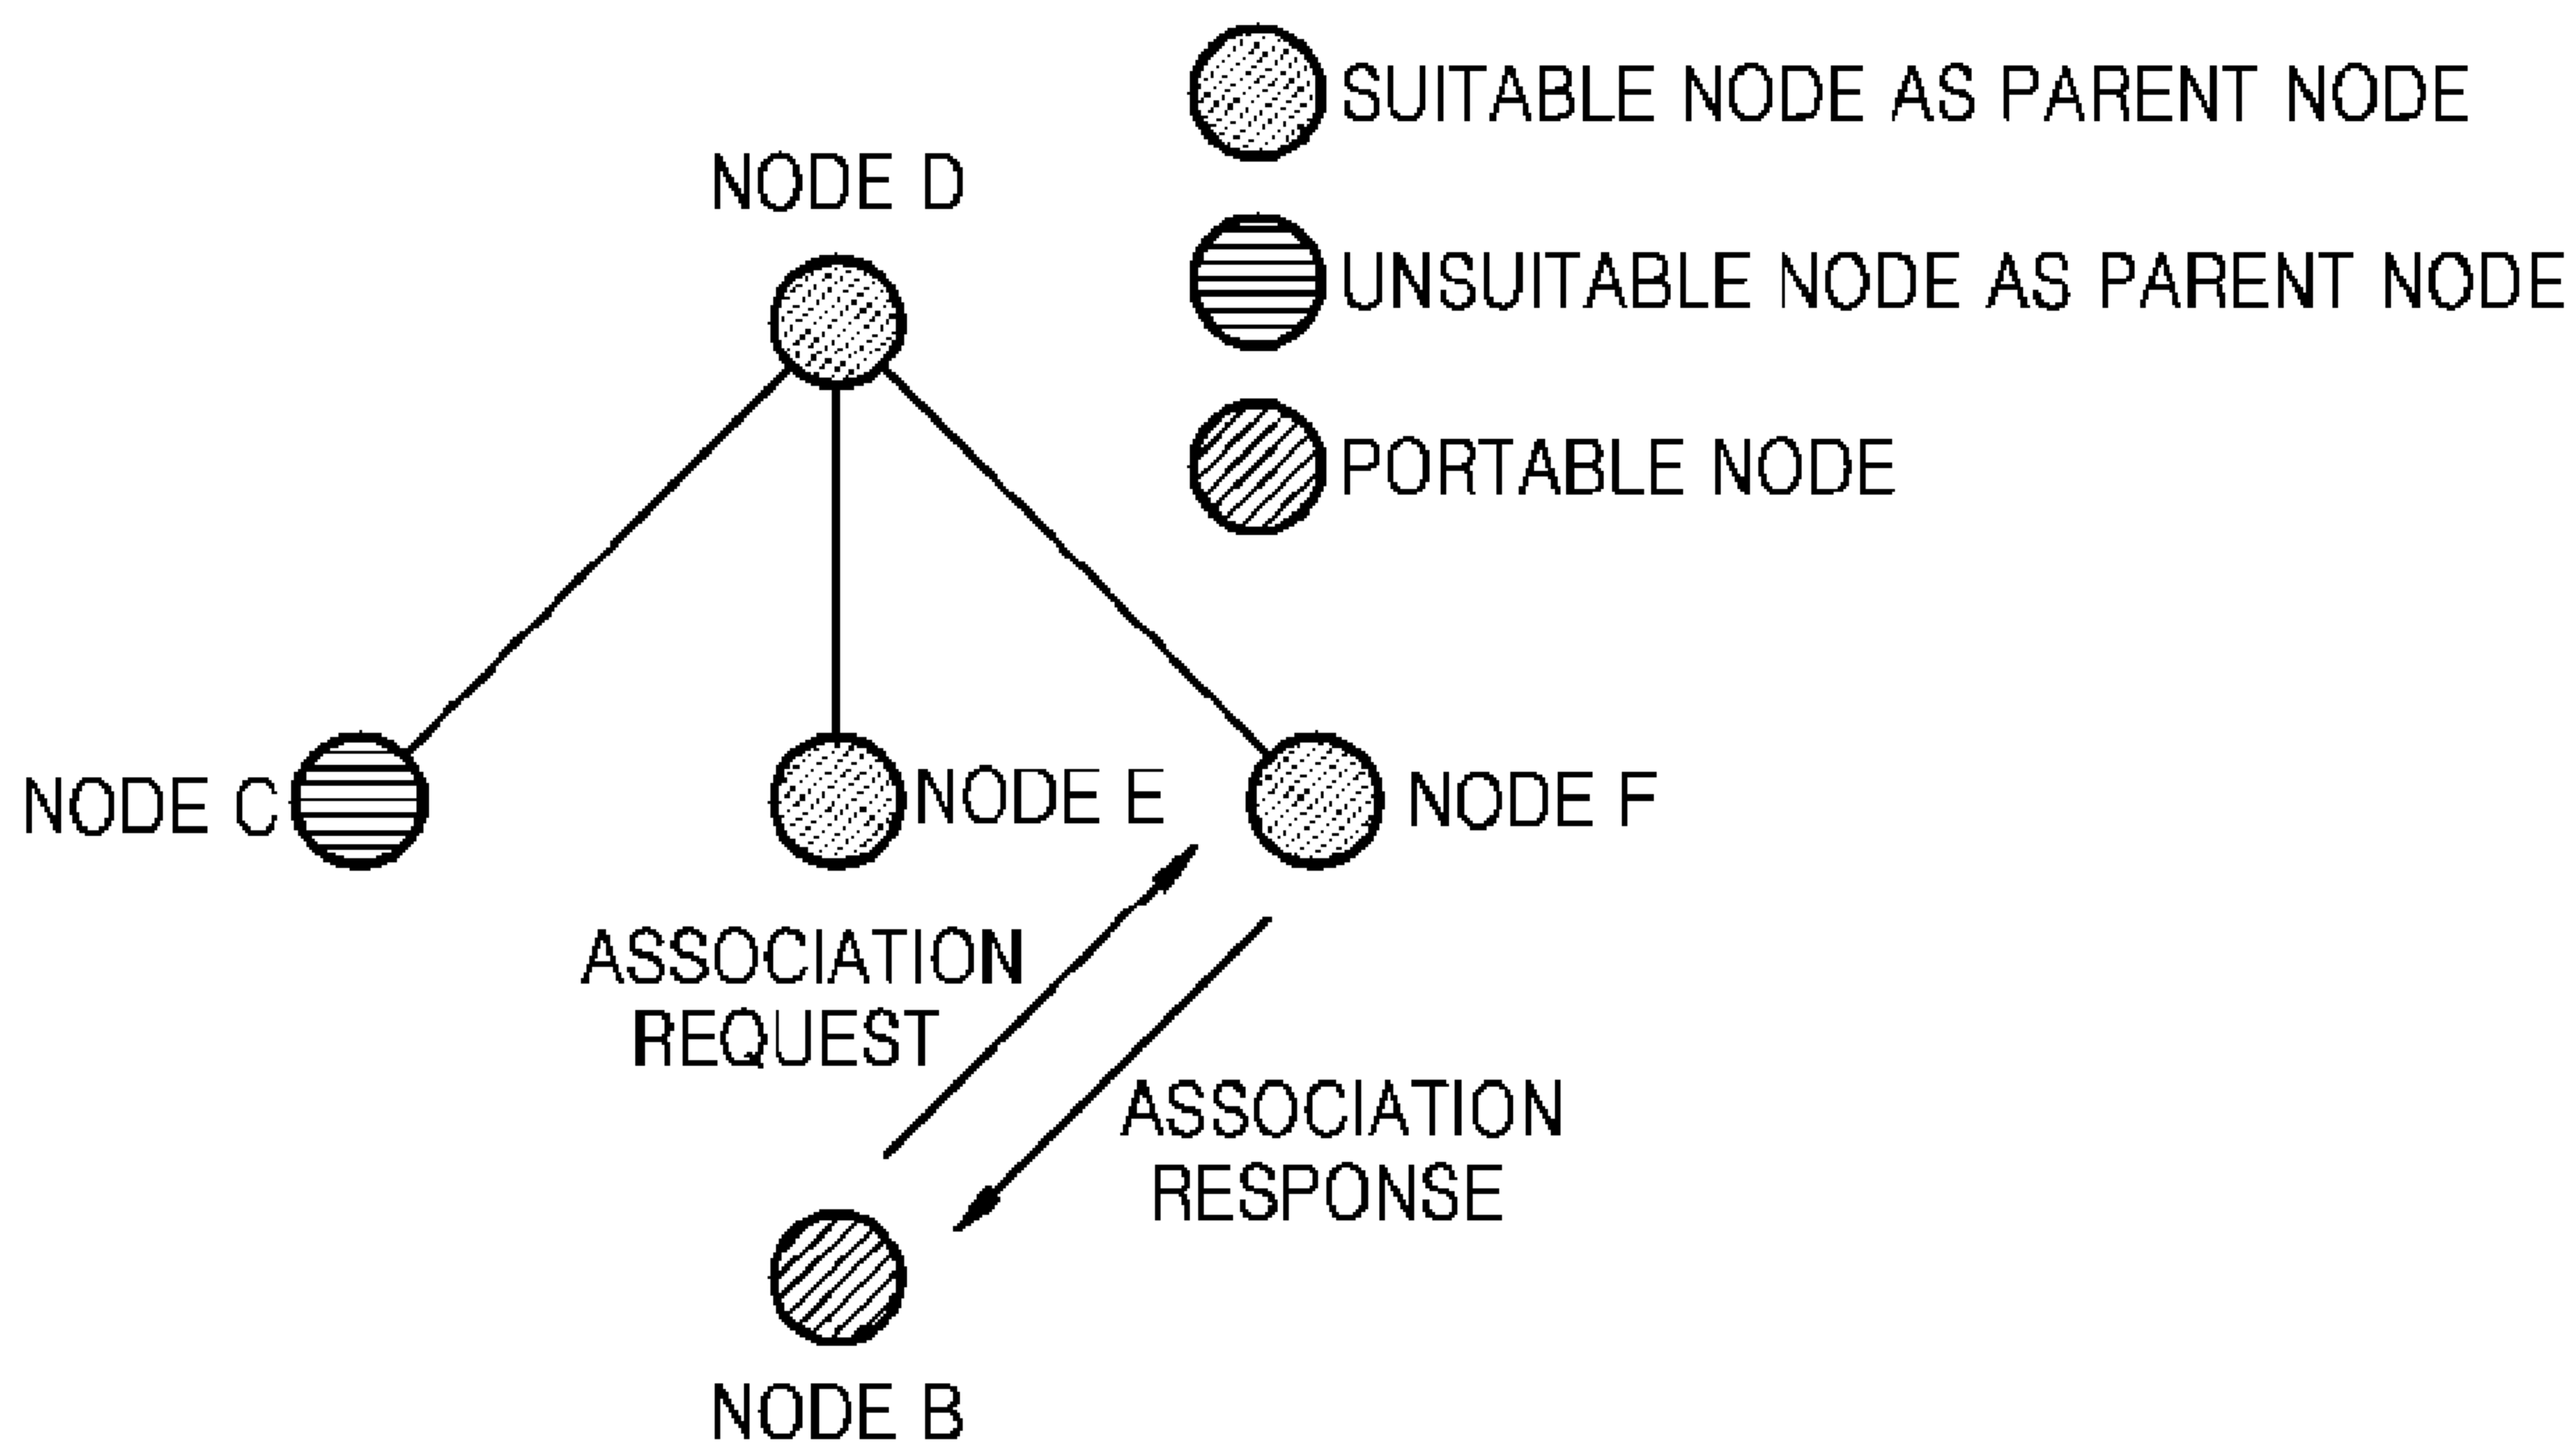 SUITABLE NODE AS PARENT NODE
NODE D
UNSUITABLE NODE AS PARENT NODE
PORTABLE NODE
NODE C
NODE E
NODE F
ASSOCIATION
REQUEST
ASSOCIATION
RESPONSE
NODE B